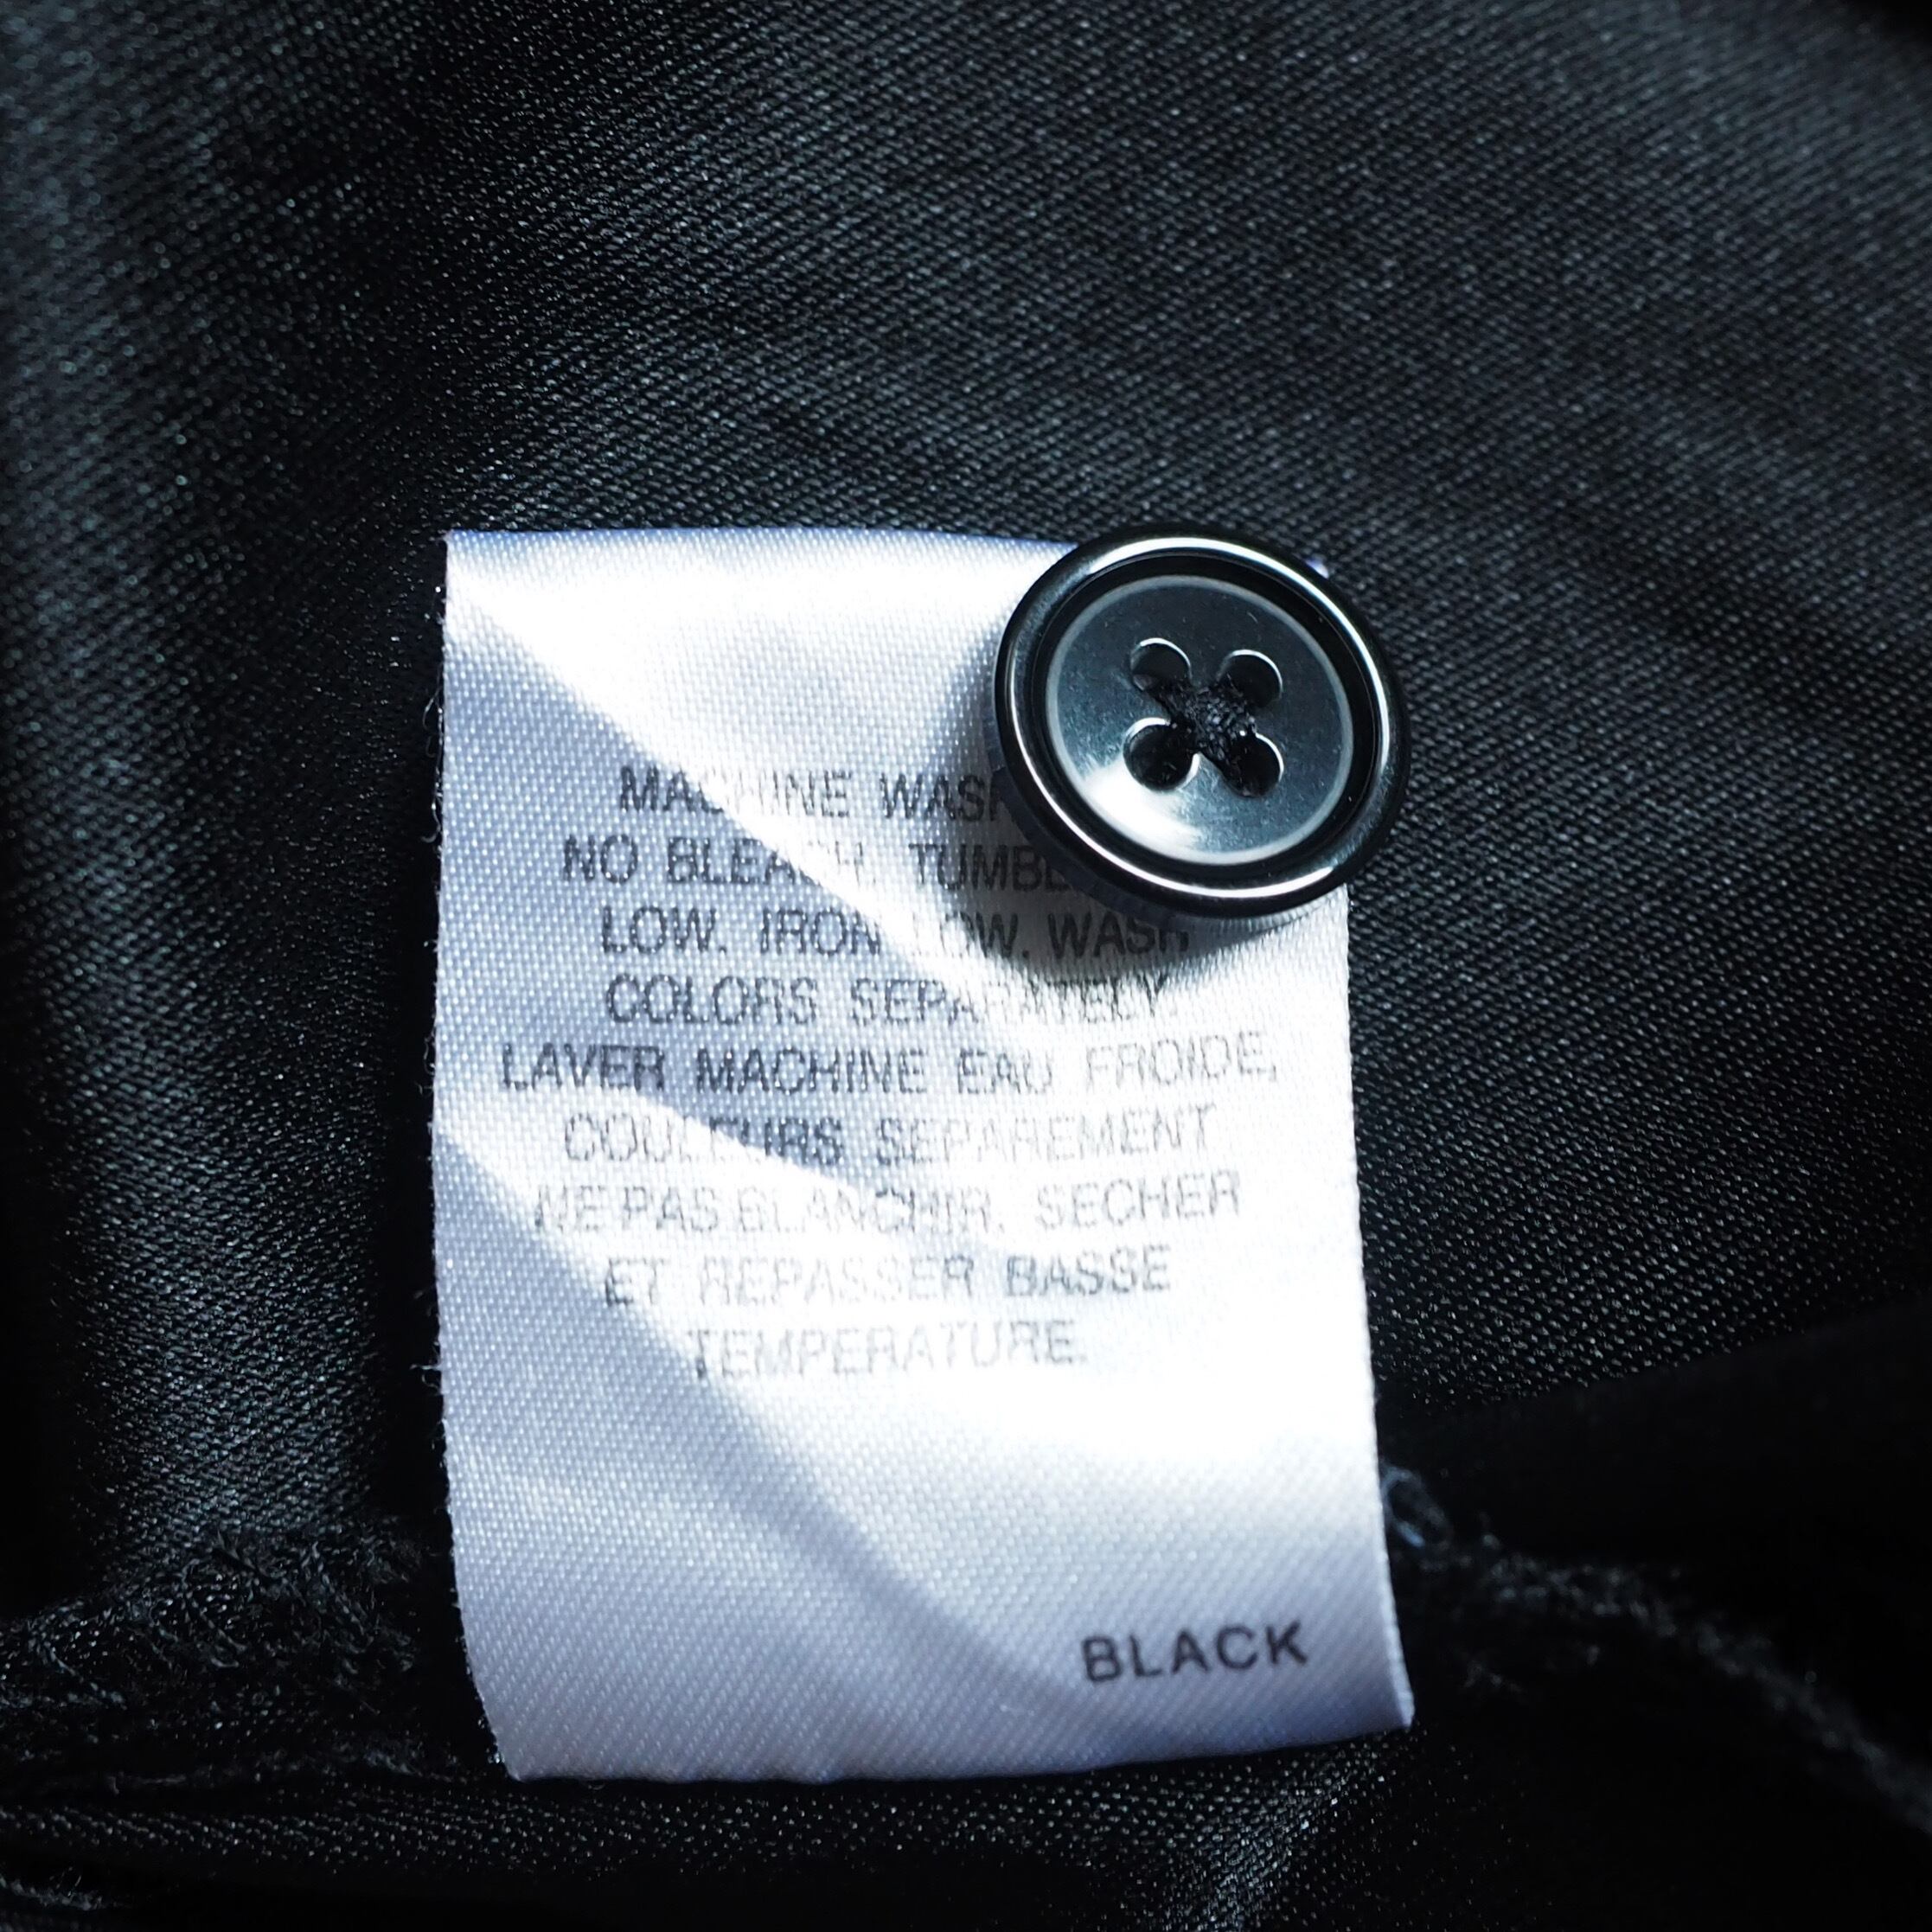 MACHINE WASH
NO BLEACH. TUMBLE
LOW. IRON LOW. WASH
COLORS SEPARATELY.
LAVER MACHINE EAU FROIDE,
COULEURS SEPAREMENT
NE PAS BLANCHIR. SECHER
ET REPASSER BASSE
TEMPERATURE.
BLACK